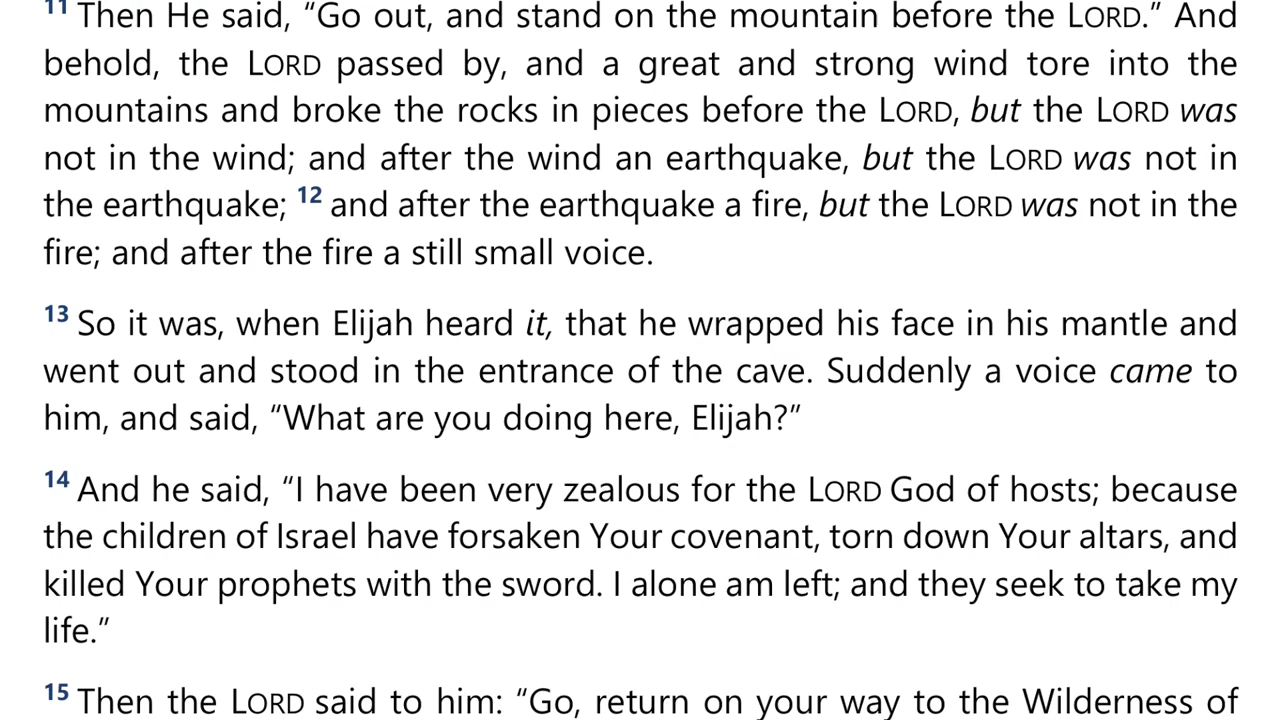 11 Then He said, “Go out, and stand on the mountain before the LORD.” And
behold, the LORD passed by, and a great and strong wind tore into the
mountains and broke the rocks in pieces before the LORD, but the LORD was
not in the wind; and after the wind an earthquake, but the LORD was not in
the earthquake; 12 and after the earthquake a fire, but the LORD was not in the
fire; and after the fire a still small voice.
13 So it was, when Elijah heard it, that he wrapped his face in his mantle and
went out and stood in the entrance of the cave. Suddenly a voice came to
him, and said, “What are you doing here, Elijah?”
14 And he said, “I have been very zealous for the LORD God of hosts; because
the children of Israel have forsaken Your covenant, torn down Your altars, and
killed Your prophets with the sword. I alone am left; and they seek to take my
life.”
15 Then the LORD said to him: “Go, return on your way to the Wilderness of